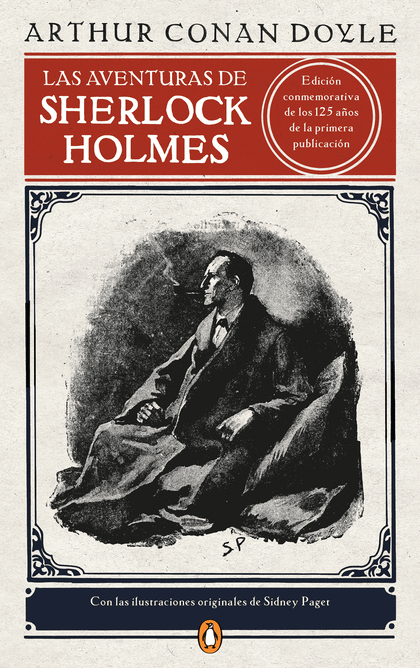 ARTHUR CONAN DOYLE
LAS AVENTURAS DE
SHERLOCK
HOLMES
Edición
conmemorativa
de los 125 años
de la primera
publicación
SP
Con las ilustraciones originales de Sidney Paget